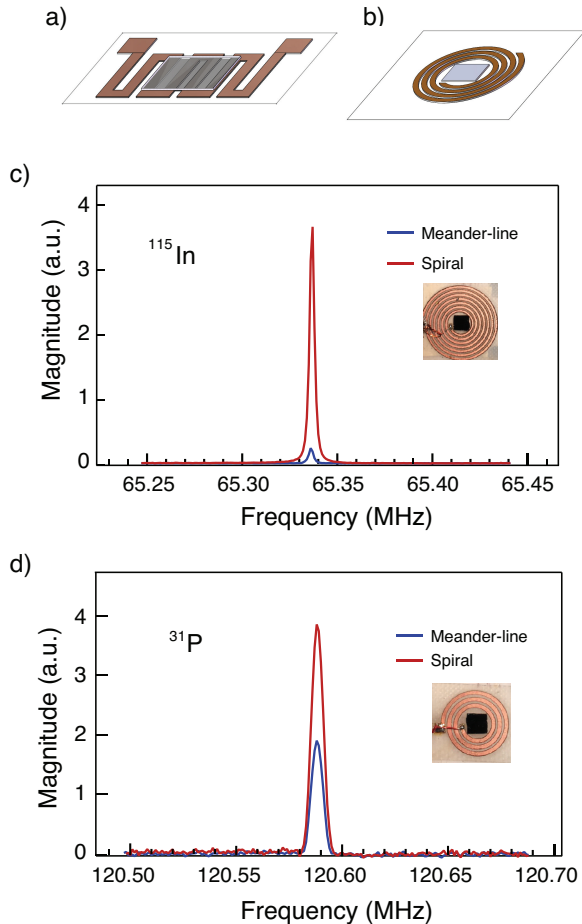 a)
b)
c)
4
3
2
1
0
Magnitude (a.u.)
¹¹⁵In
Meander-line
Spiral
65.25
65.30
65.35
65.40
65.45
Frequency (MHz)
d)
4
3
2
1
0
Magnitude (a.u.)
³¹P
Meander-line
Spiral
120.50
120.55
120.60
120.65
120.70
Frequency (MHz)